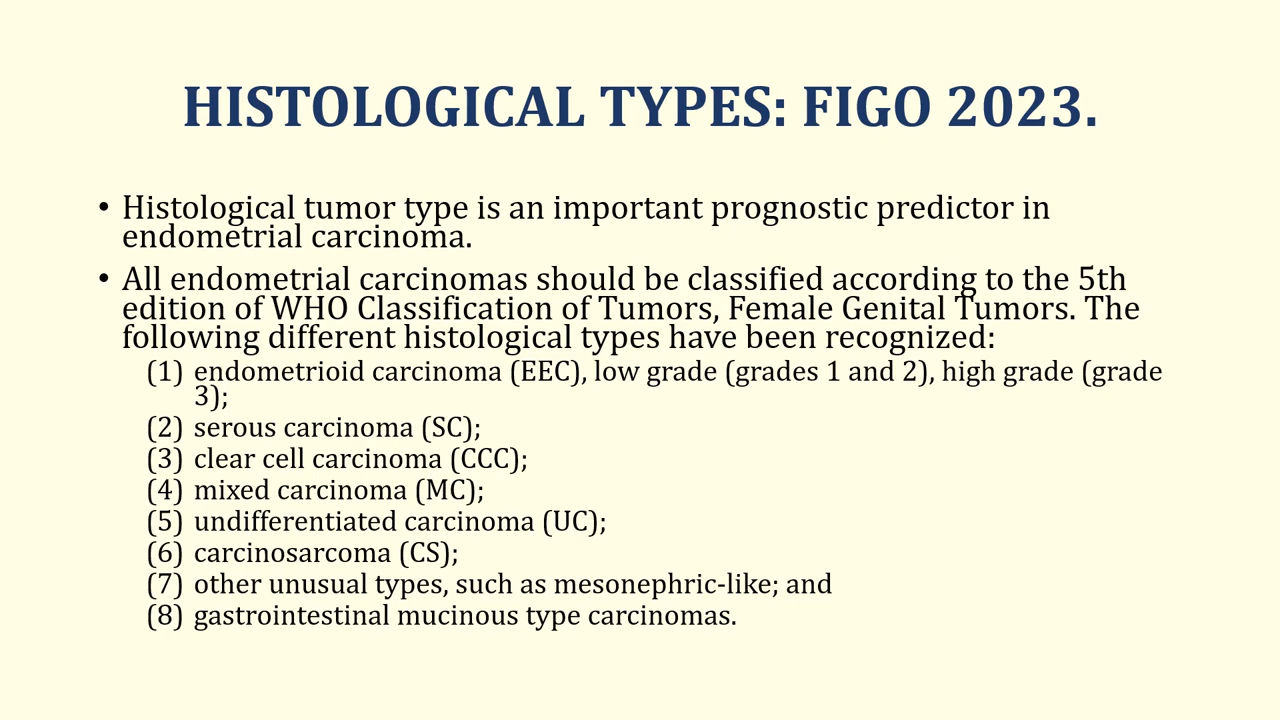 HISTOLOGICAL TYPES: FIGO 2023.
• Histological tumor type is an important prognostic predictor in
endometrial carcinoma.
• All endometrial carcinomas should be classified according to the 5th
edition of WHO Classification of Tumors, Female Genital Tumors. The
following different histological types have been recognized:
(1) endometrioid carcinoma (EEC), low grade (grades 1 and 2), high grade (grade
3);
(2) serous carcinoma (SC);
(3) clear cell carcinoma (CCC);
(4) mixed carcinoma (MC);
(5) undifferentiated carcinoma (UC);
(6) carcinosarcoma (CS);
(7) other unusual types, such as mesonephric-like; and
(8) gastrointestinal mucinous type carcinomas.